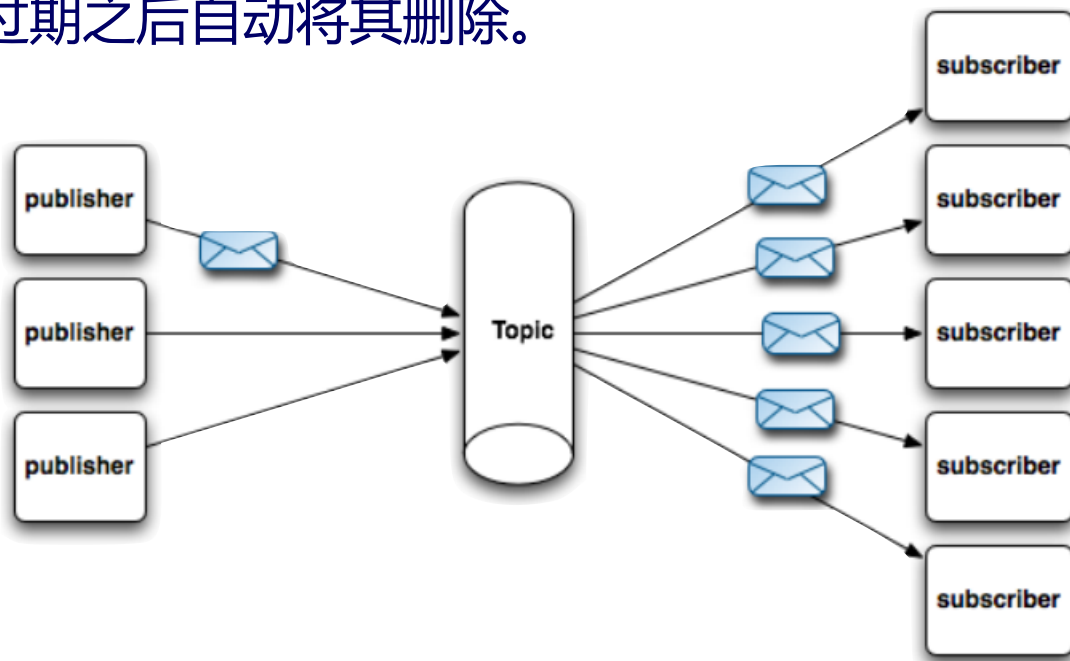 过期之后自动将其删除。
subscriber
publisher
subscriber
publisher
Topic
subscriber
publisher
subscriber
subscriber